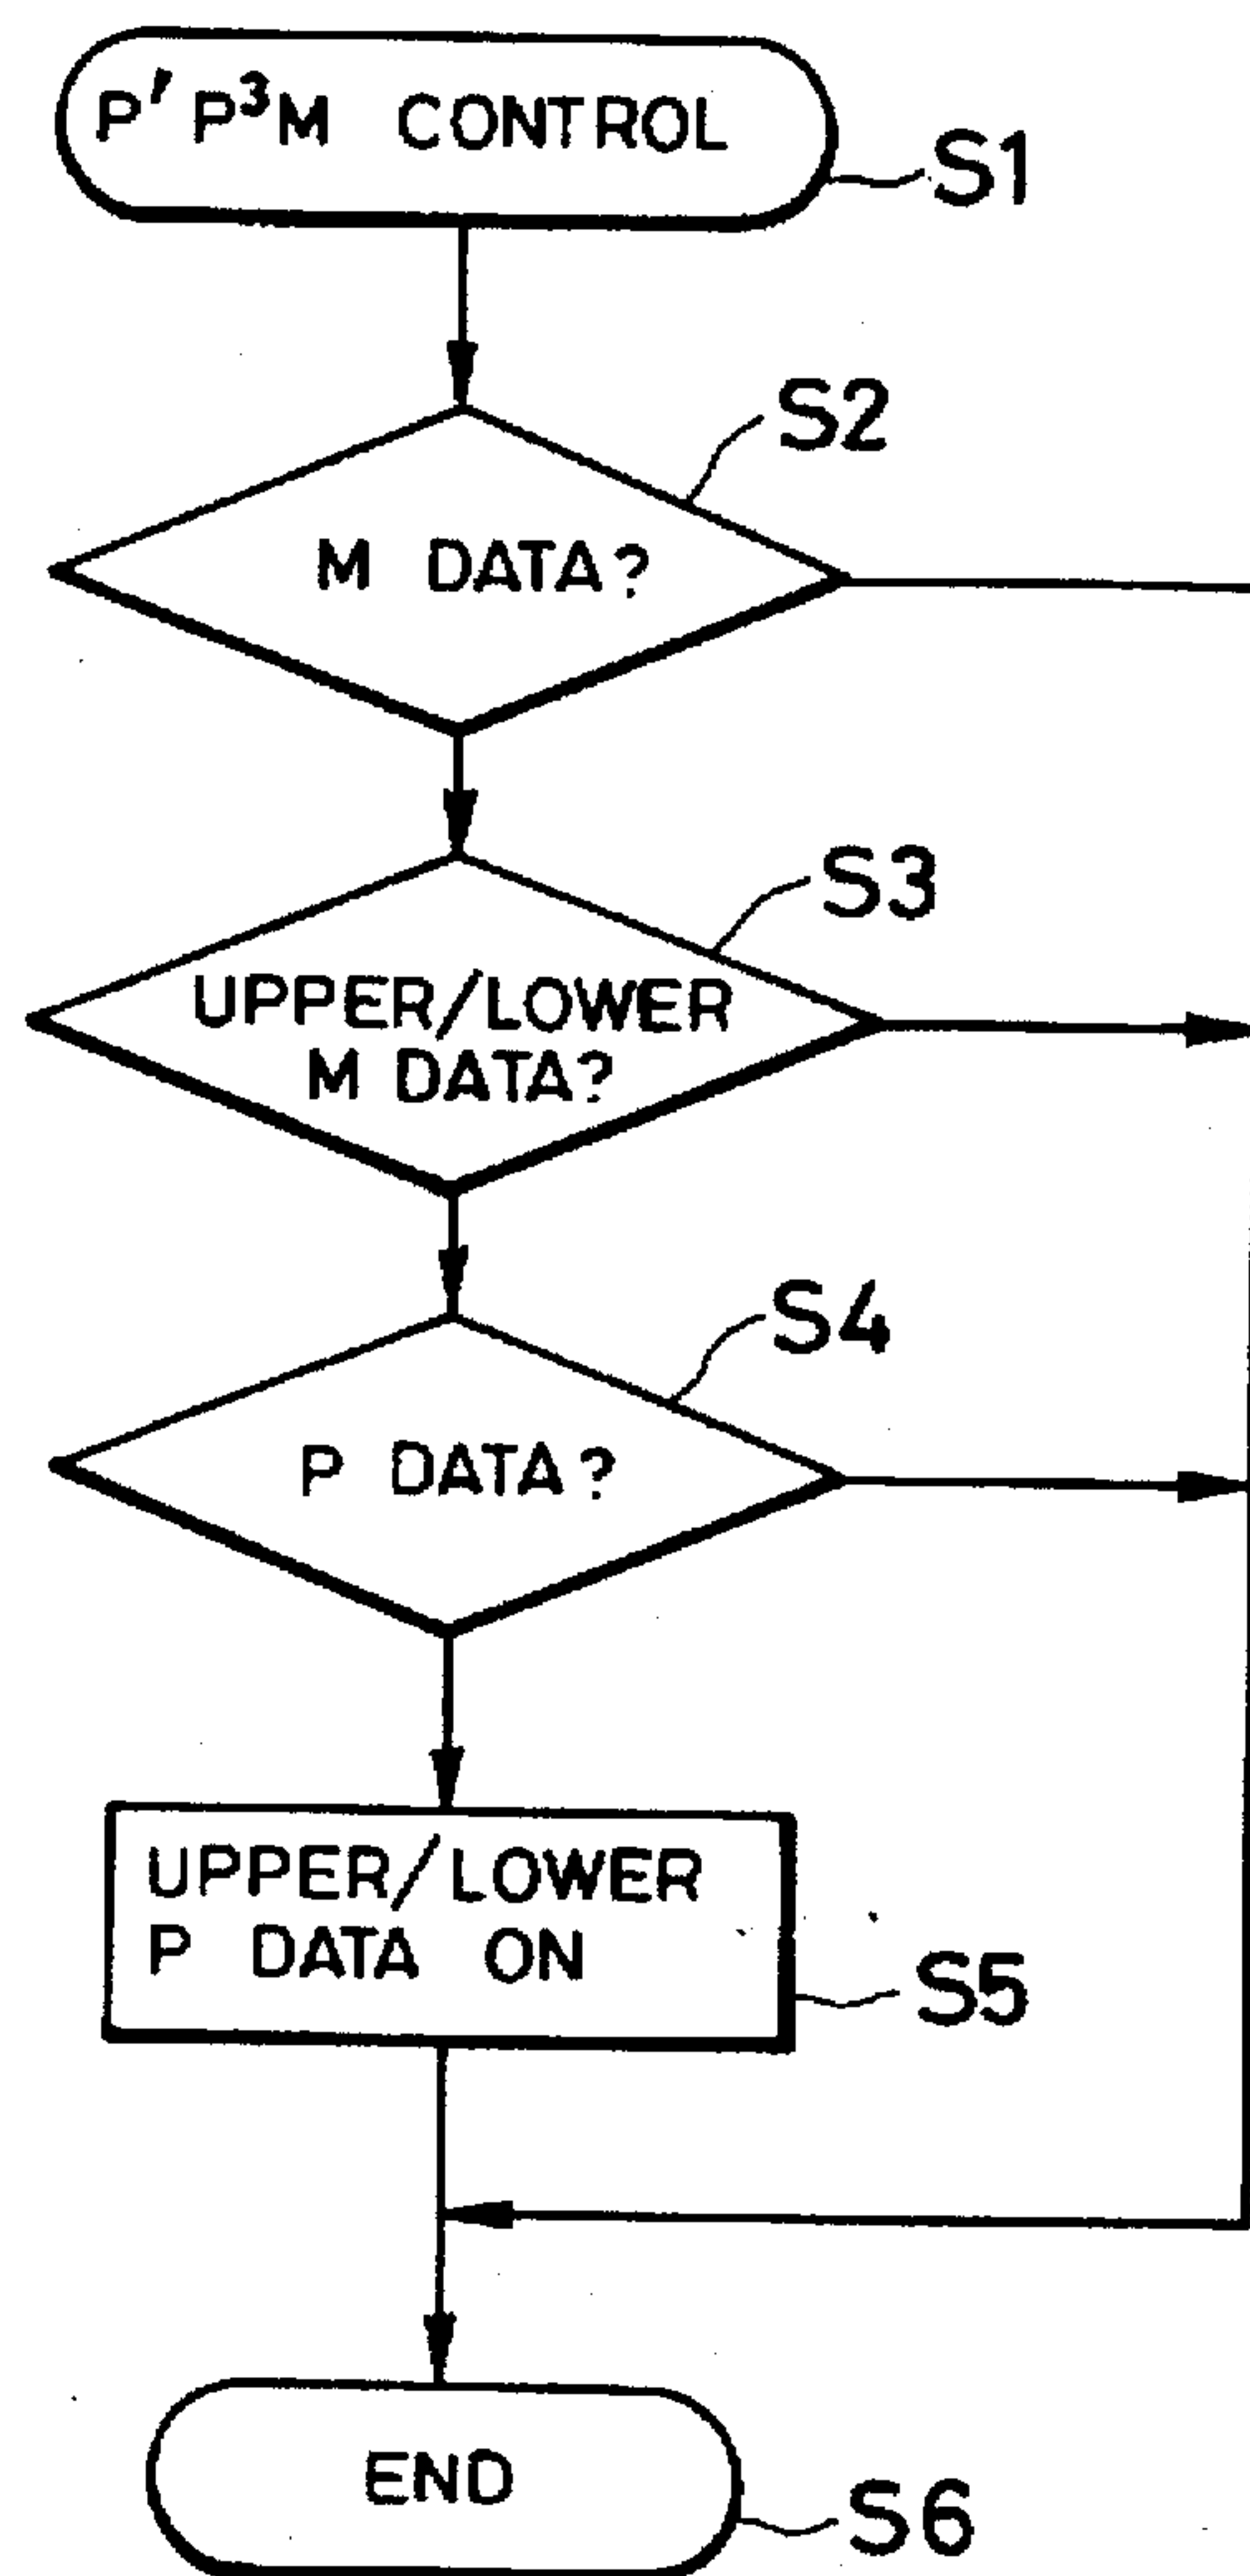 P' P³M CONTROL
S1
S2
M DATA?
S3
UPPER/LOWER
M DATA?
S4
P DATA?
UPPER/LOWER
P DATA ON
S5
END
S6